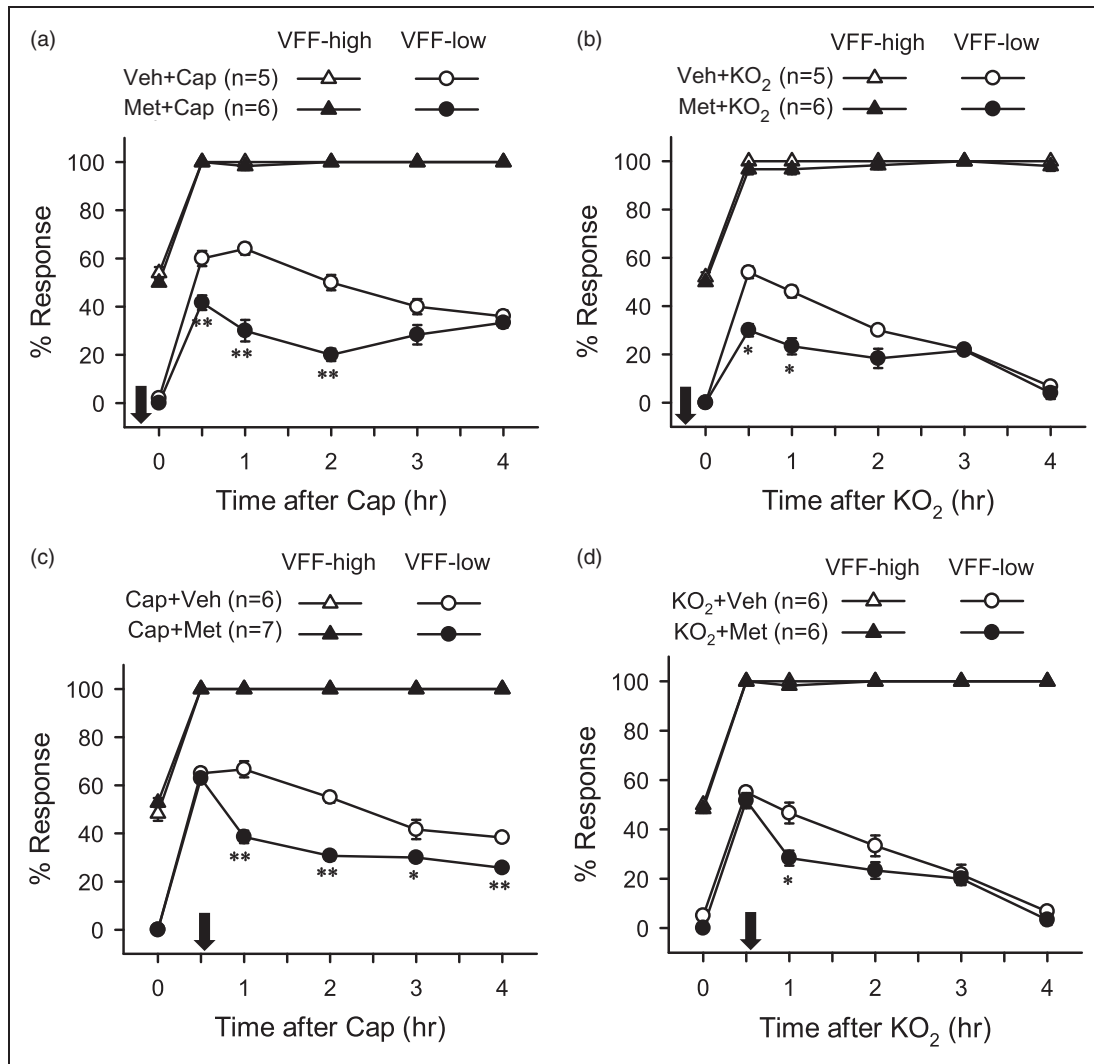 (a)
VFF-high VFF-low
Veh+Cap (n=5)
Met+Cap (n=6)
% Response
100
80
60
40
20
0
** ** **
0 1 2 3 4
Time after Cap (hr)
(b)
VFF-high VFF-low
Veh+KO₂ (n=5)
Met+KO₂ (n=6)
% Response
100
80
60
40
20
0
* *
0 1 2 3 4
Time after KO₂ (hr)
(c)
VFF-high VFF-low
Cap+Veh (n=6)
Cap+Met (n=7)
% Response
100
80
60
40
20
0
** ** * **
0 1 2 3 4
Time after Cap (hr)
(d)
VFF-high VFF-low
KO₂+Veh (n=6)
KO₂+Met (n=6)
% Response
100
80
60
40
20
0
*
0 1 2 3 4
Time after KO₂ (hr)